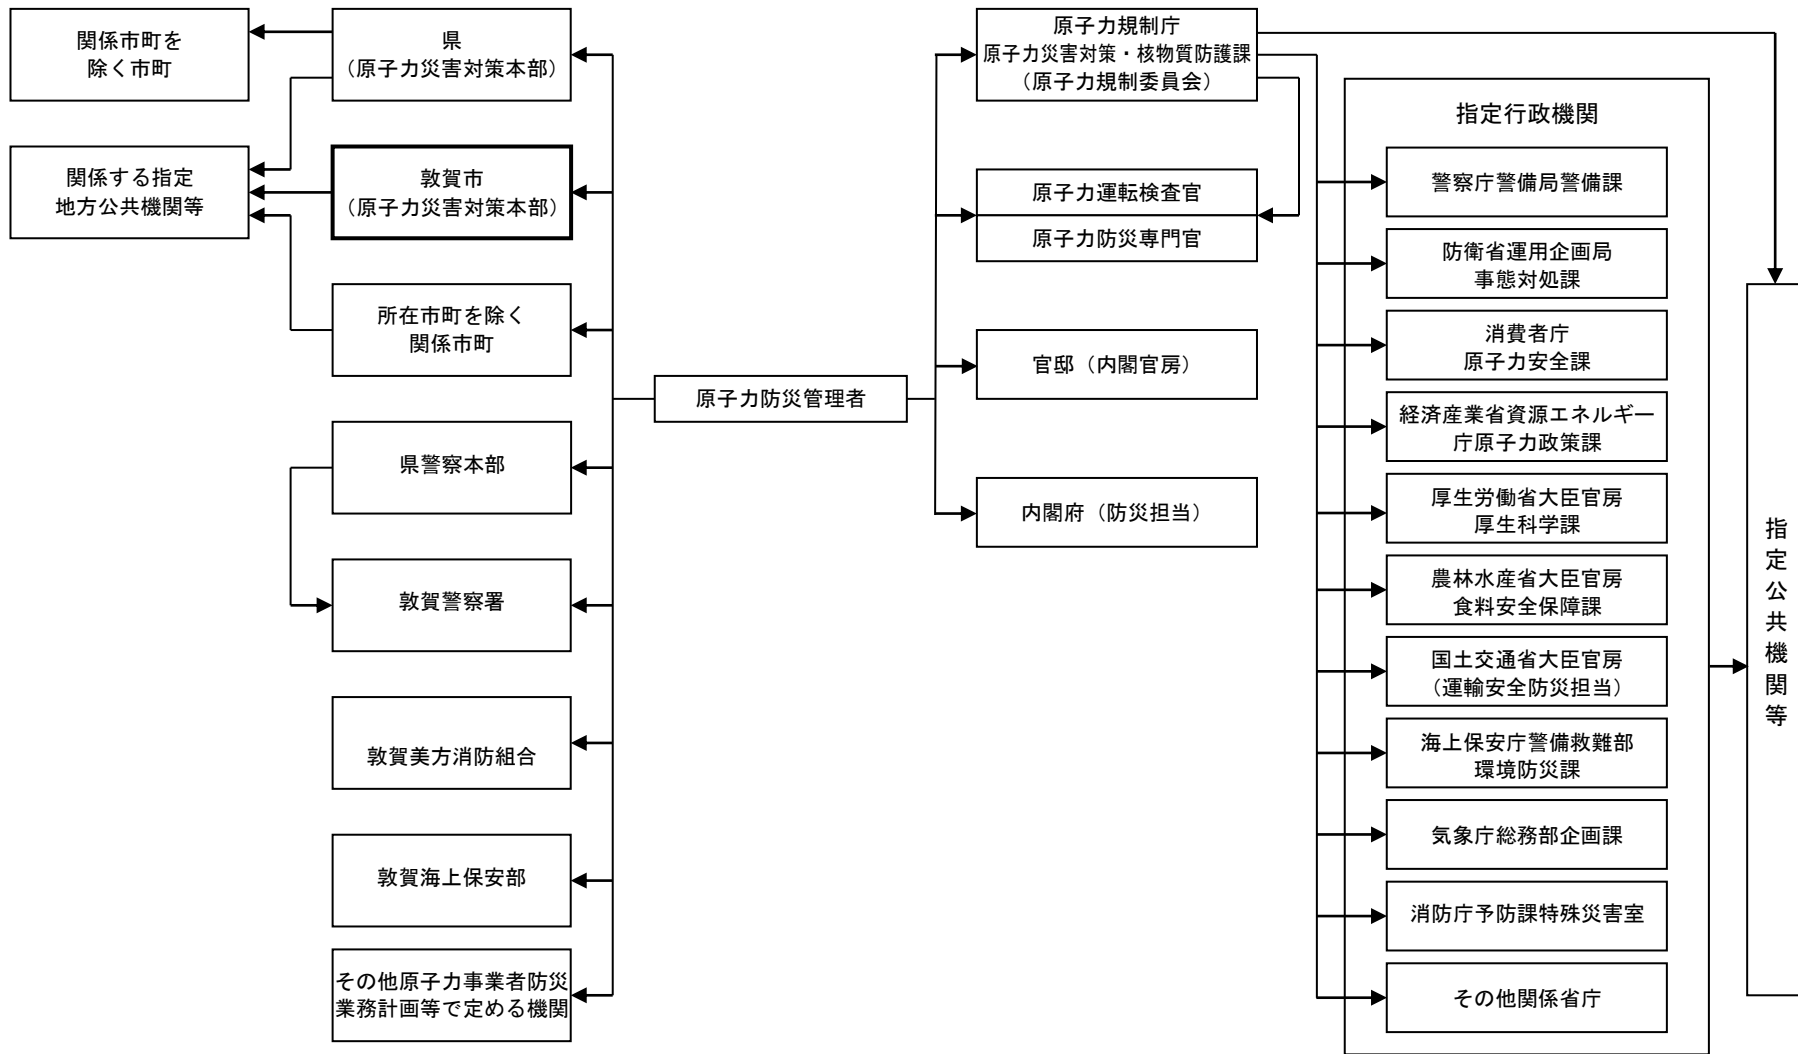 関係市町を
除く市町
県
（原子力災害対策本部）
関係する指定
地方公共機関等
敦賀市
（原子力災害対策本部）
所在市町を除く
関係市町
県警察本部
敦賀警察署
敦賀美方消防組合
敦賀海上保安部
その他原子力事業者防災
業務計画等で定める機関
原子力防災管理者
原子力規制庁
原子力災害対策・核物質防護課
（原子力規制委員会）
原子力運転検査官
原子力防災専門官
官邸（内閣官房）
内閣府（防災担当）
指定行政機関
警察庁警備局警備課
防衛省運用企画局
事態対処課
消費者庁
原子力安全課
経済産業省資源エネルギー
庁原子力政策課
厚生労働省大臣官房
厚生科学課
農林水産省大臣官房
食料安全保障課
国土交通省大臣官房
（運輸安全防災担当）
海上保安庁警備救難部
環境防災課
気象庁総務部企画課
消防庁予防課特殊災害室
その他関係省庁
指定公共機関等